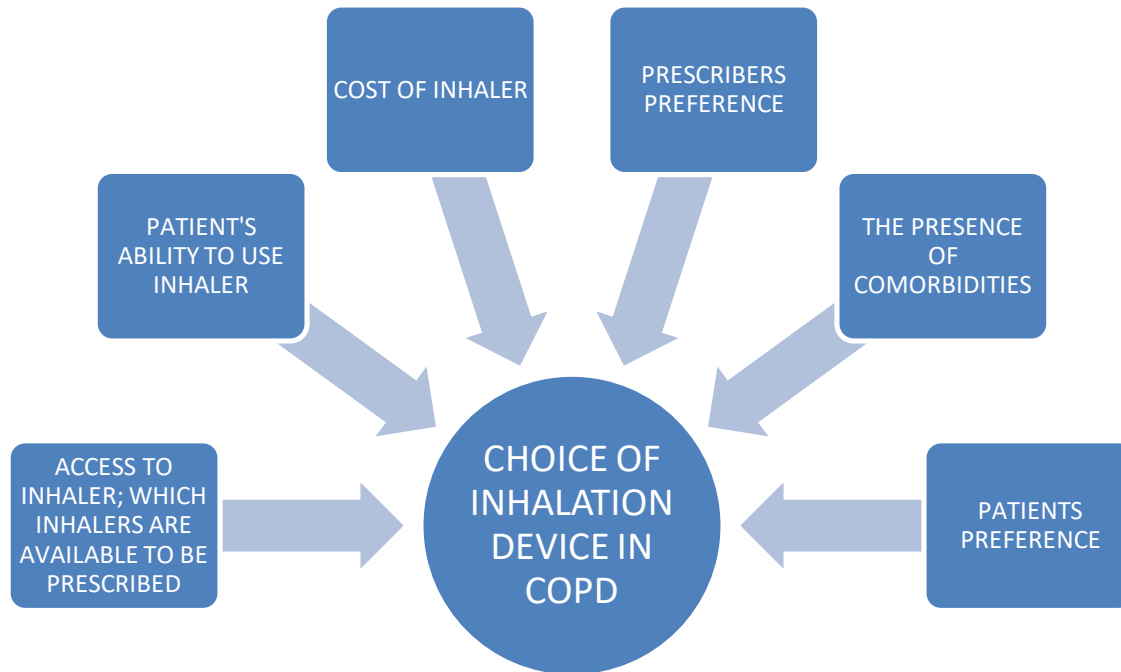 COST OF INHALER
PRESCRIBERS
PREFERENCE
PATIENT'S
ABILITY TO USE
INHALER
THE PRESENCE
OF
COMORBIDITIES
ACCESS TO
INHALER; WHICH
INHALERS ARE
AVAILABLE TO BE
PRESCRIBED
CHOICE OF
INHALATION
DEVICE IN
COPD
PATIENTS
PREFERENCE